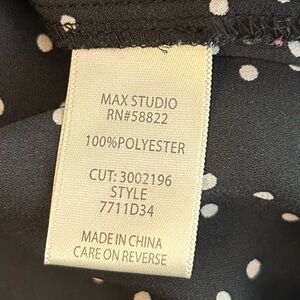 MAX STUDIO
RN#58822
100%POLYESTER
CUT: 3002196
STYLE
7711D34
MADE IN CHINA
CARE ON REVERSE